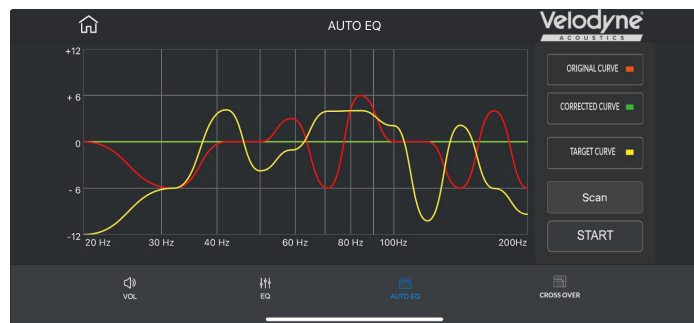 AUTO EQ
Velodyne®
ACOUSTICS
+12
+ 6
0
- 6
-12
20 Hz 30 Hz 40 Hz 60 Hz 80 Hz 100Hz 200Hz
ORIGINAL CURVE
CORRECTED CURVE
TARGET CURVE
Scan
START
VOL
EQ
AUTO EQ
CROSS OVER